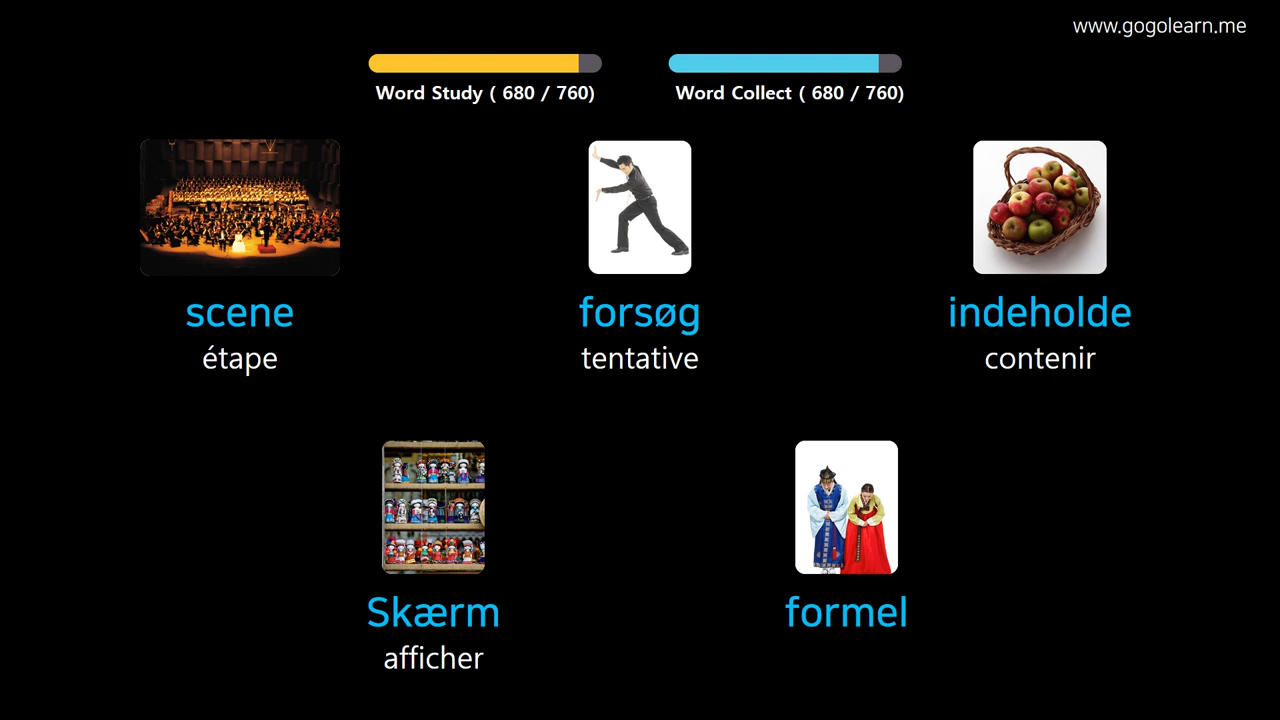 www.gogolearn.me
Word Study ( 680 / 760)
Word Collect ( 680 / 760)
scene
étape
forsøg
tentative
indeholde
contenir
Skærm
afficher
formel